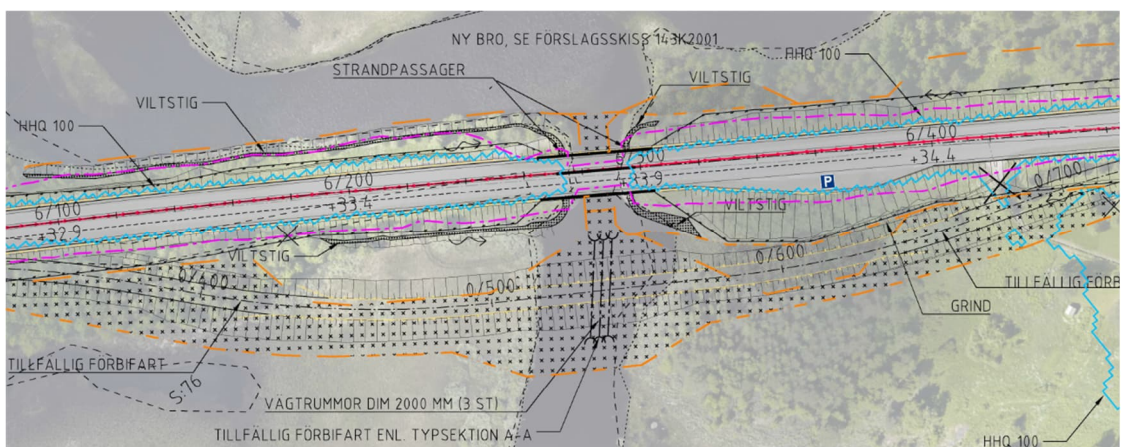 NY BRO, SE FÖRSLAGSSKISS 143K2001
HHQ 100
STRANDPASSAGER
VILTSTIG
VILTSTIG
HHQ 100
6/400
+34.4
6/300
+33.9
P
6/200
+33.4
6/100
+32.9
0/700
VILTSTIG
VILTSTIG
0/400
0/500
0/600
TILLFÄLLIG FÖRB
GRIND
TILLFÄLLIG FÖRBIFART
S:76
VÄGTRUMMOR DIM 2000 MM (3 ST)
TILLFÄLLIG FÖRBIFART ENL. TYPSEKTION A-A
HHQ 100